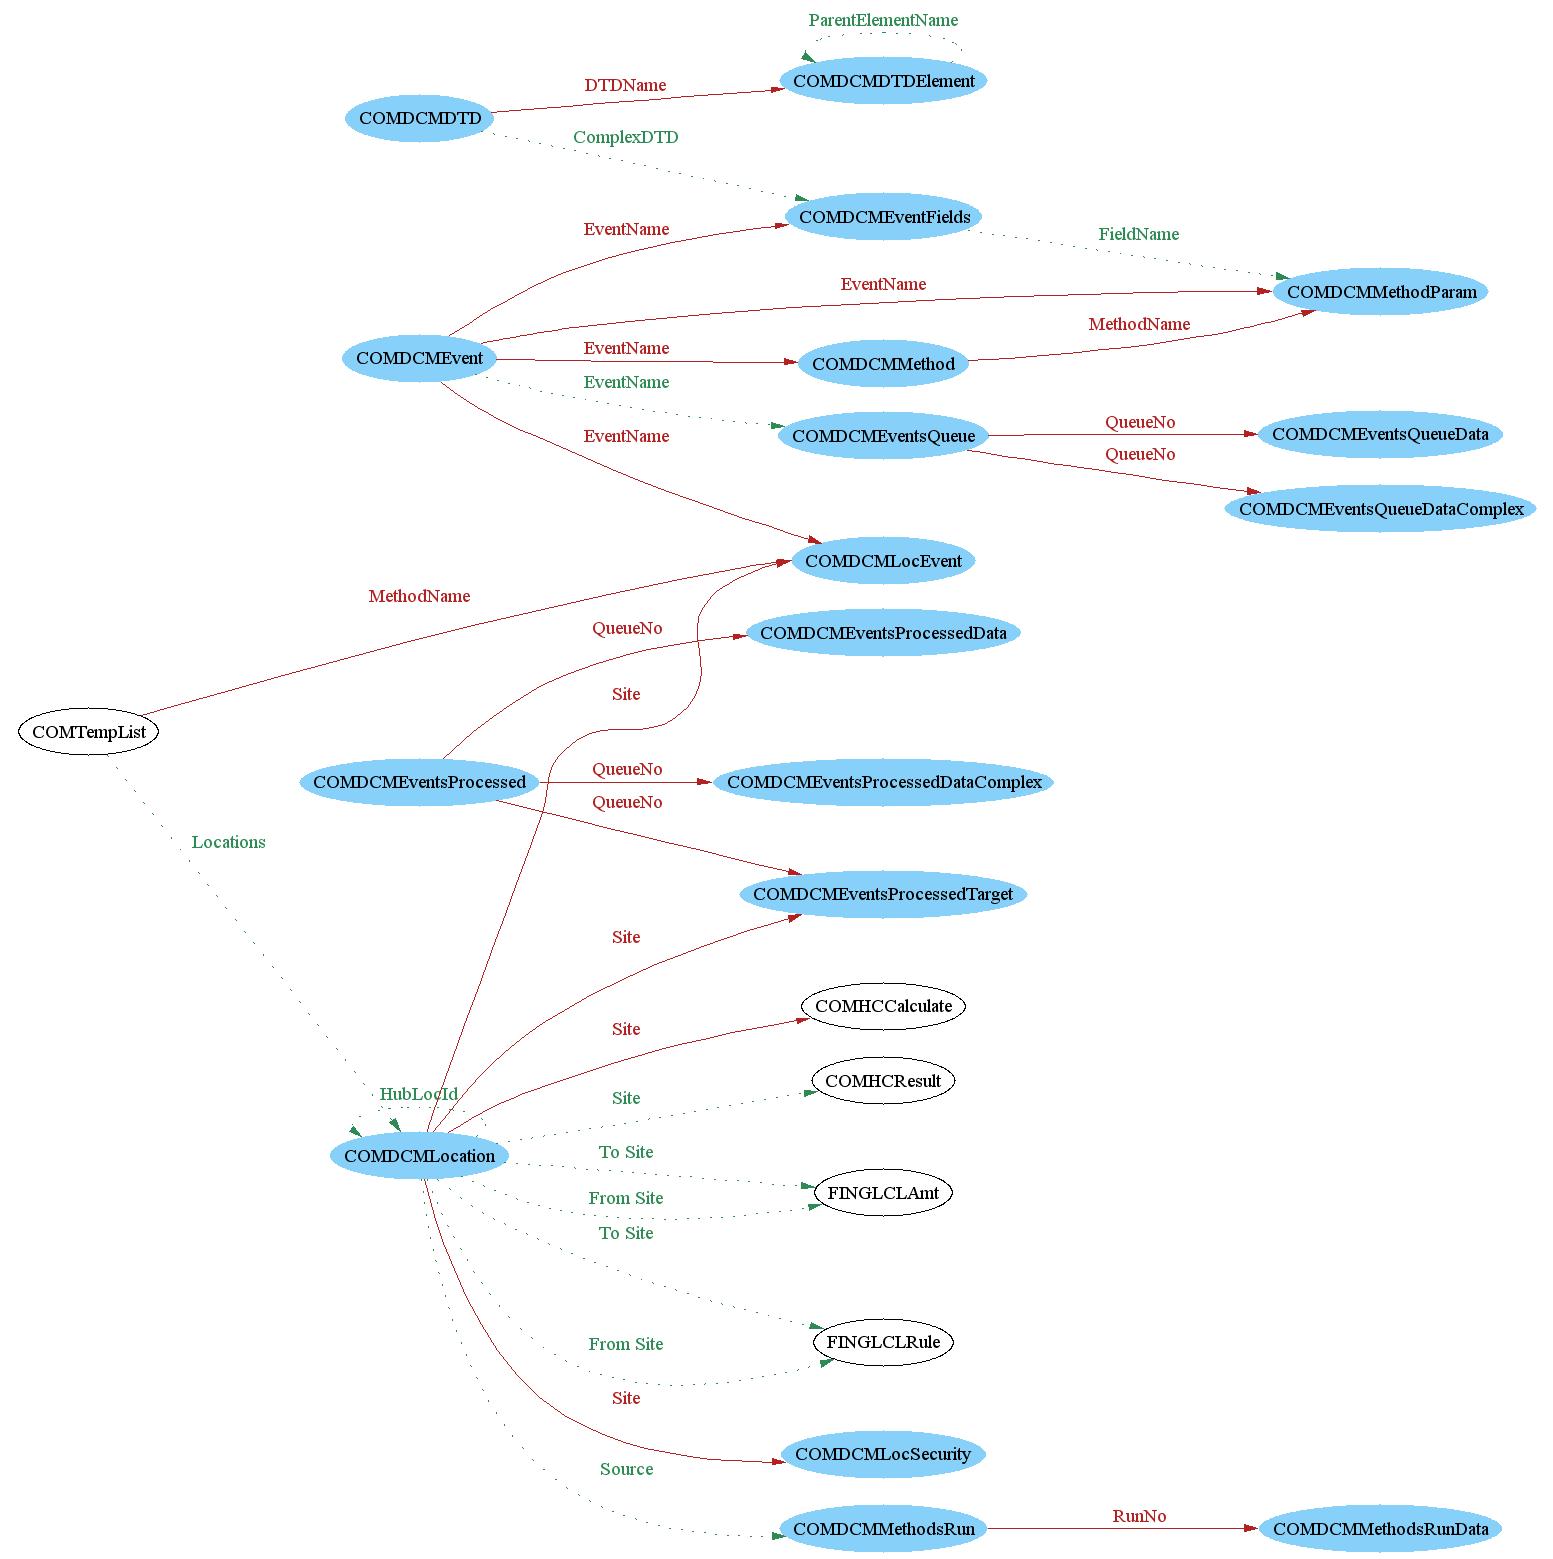 ParentElementName
DTDName
COMDCMDTDElement
COMDCMDTD
ComplexDTD
COMDCMEventFields
EventName
FieldName
EventName
COMDCMMethodParam
MethodName
COMDCMEvent
EventName
COMDCMMethod
EventName
COMDCMEventsQueue
QueueNo
COMDCMEventsQueueData
EventName
QueueNo
COMDCMEventsQueueDataComplex
COMDCMLocEvent
MethodName
QueueNo
COMDCMEventsProcessedData
Site
COMTempList
QueueNo
COMDCMEventsProcessed
COMDCMEventsProcessedDataComplex
QueueNo
Locations
COMDCMEventsProcessedTarget
Site
COMHCCalculate
Site
COMHCResult
HubLocId
Site
COMDCMLocation
To Site
FINGLCLAmt
From Site
To Site
From Site
FINGLCLRule
Site
COMDCMLocSecurity
Source
COMDCMMethodsRun
RunNo
COMDCMMethodsRunData